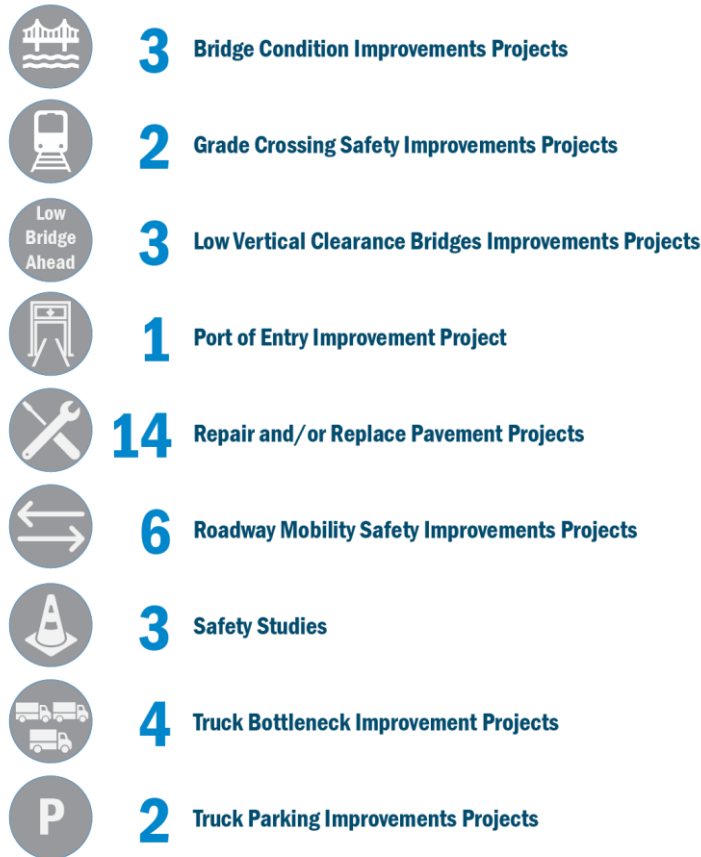 3 Bridge Condition Improvements Projects
2 Grade Crossing Safety Improvements Projects
Low
Bridge
Ahead
3 Low Vertical Clearance Bridges Improvements Projects
1 Port of Entry Improvement Project
14 Repair and/or Replace Pavement Projects
6 Roadway Mobility Safety Improvements Projects
3 Safety Studies
4 Truck Bottleneck Improvement Projects
P
2 Truck Parking Improvements Projects